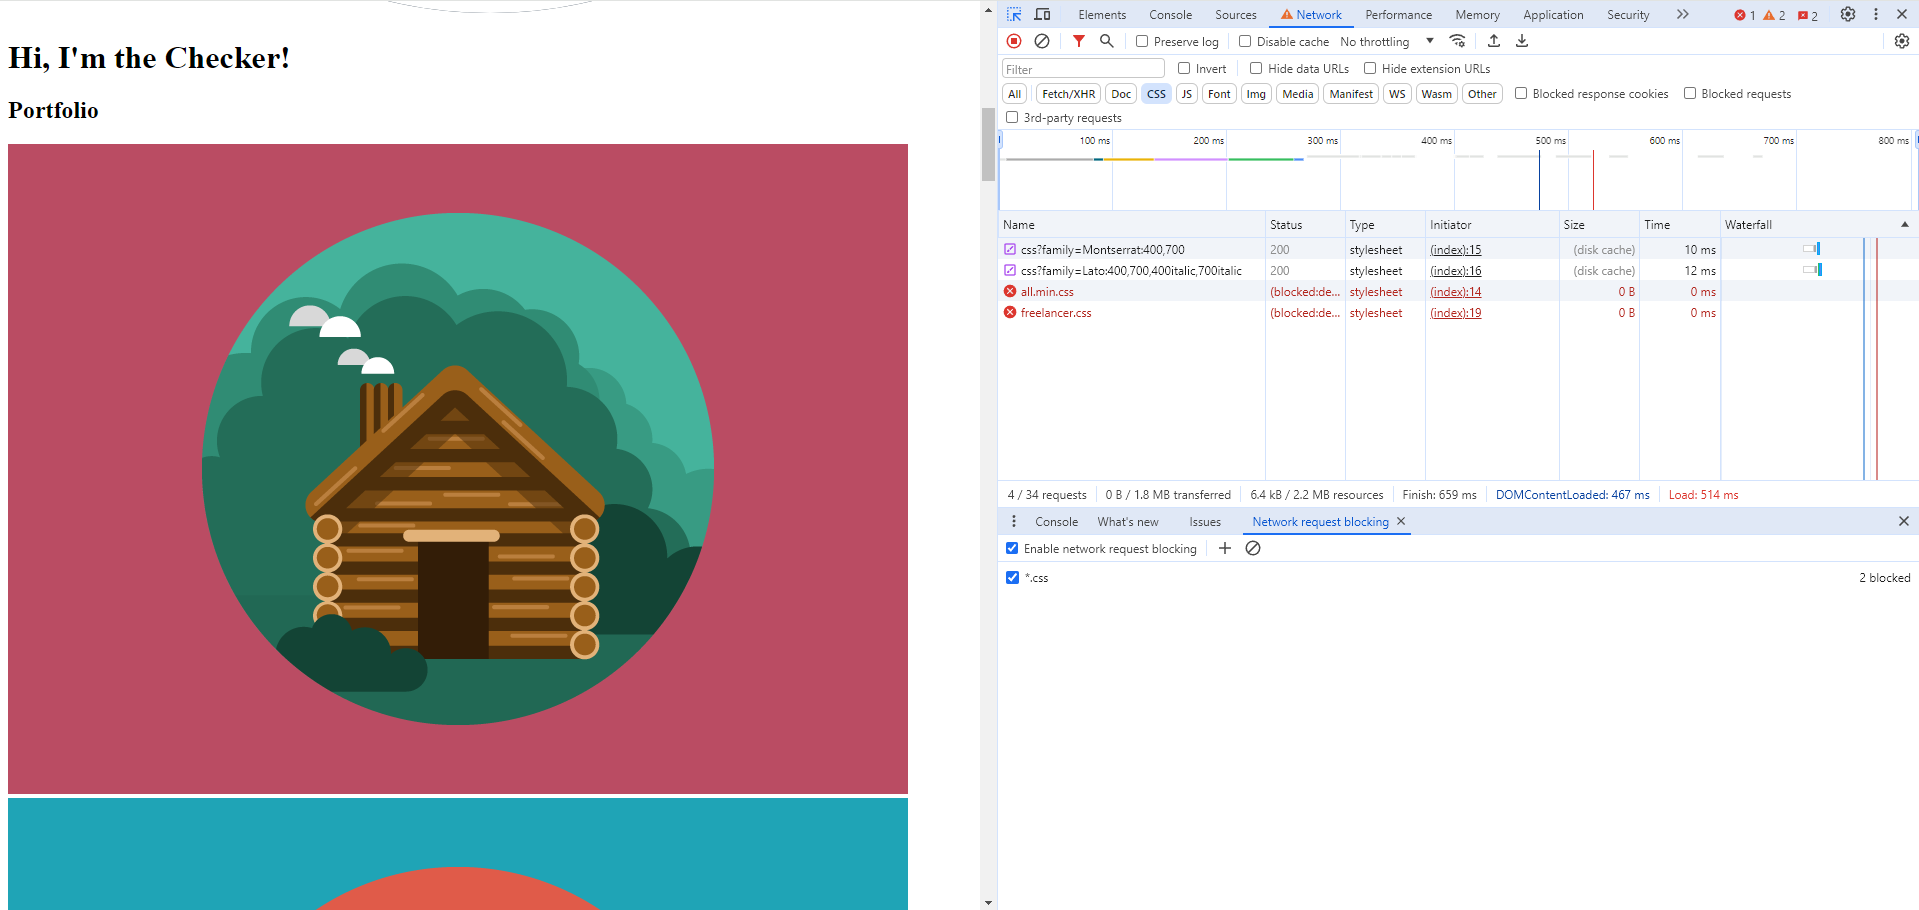 Hi, I'm the Checker!
Portfolio
Elements Console Sources Network Performance Memory Application Security 1 2 2
Preserve log Disable cache No throttling
Filter Invert Hide data URLs Hide extension URLs
All Fetch/XHR Doc CSS JS Font Img Media Manifest WS Wasm Other Blocked response cookies Blocked requests
3rd-party requests
100 ms 200 ms 300 ms 400 ms 500 ms 600 ms 700 ms 800 ms
Name Status Type Initiator Size Time Waterfall
css?family=Montserrat:400,700 200 stylesheet (index):15 (disk cache) 10 ms
css?family=Lato:400,700,400italic,700italic 200 stylesheet (index):16 (disk cache) 12 ms
all.min.css (blocked:de... stylesheet (index):14 0 B 0 ms
freelancer.css (blocked:de... stylesheet (index):19 0 B 0 ms
4 / 34 requests 0 B / 1.8 MB transferred 6.4 kB / 2.2 MB resources Finish: 659 ms DOMContentLoaded: 467 ms Load: 514 ms
Console What's new Issues Network request blocking
Enable network request blocking
*.css 2 blocked